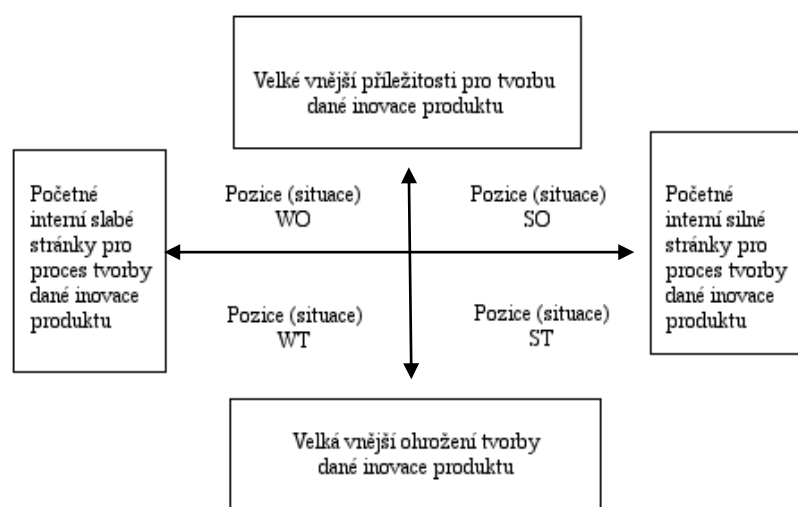 Velké vnější příležitosti pro tvorbu
dané inovace produktu
Početné
interní slabé
stránky pro
proces tvorby
dané inovace
produktu
Pozice (situace)
WO
Pozice (situace)
SO
Početné
interní silné
stránky pro
proces tvorby
dané inovace
produktu
Pozice (situace)
WT
Pozice (situace)
ST
Velká vnější ohrožení tvorby
dané inovace produktu